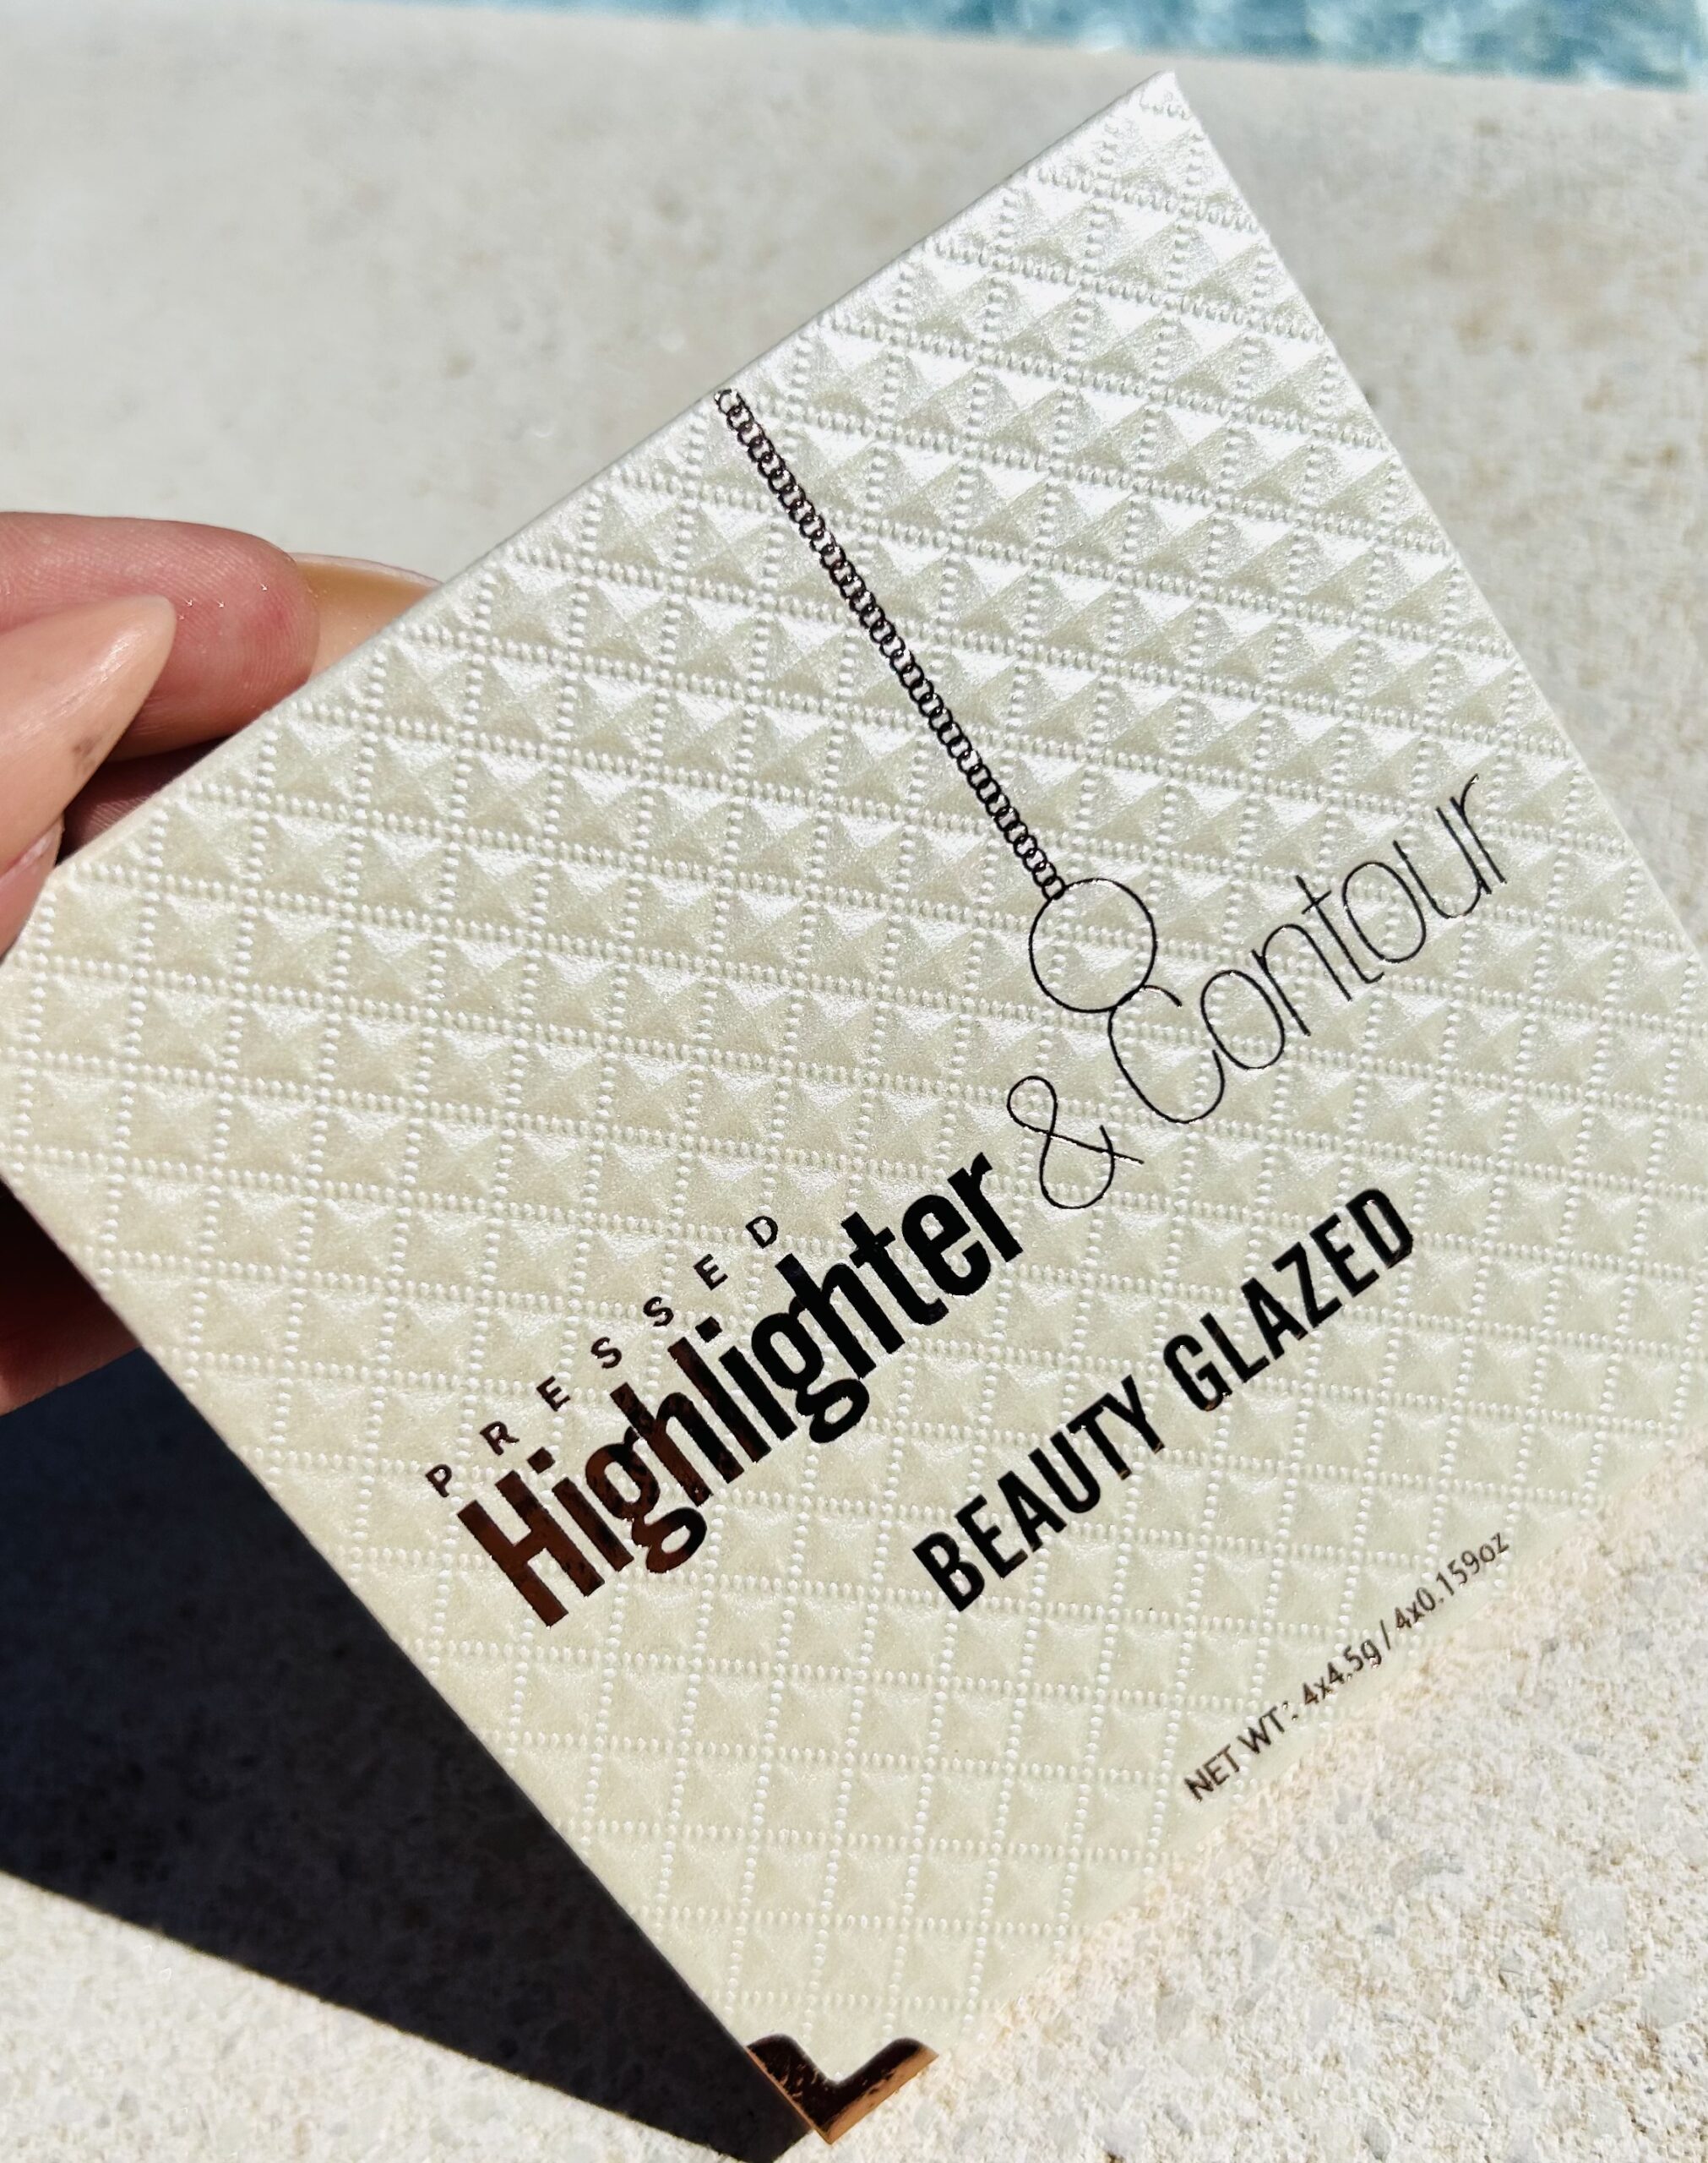 PRESSED
Highlighter & Contour
BEAUTY GLAZED
NET WT: 4x4.5g / 4x0.159oz